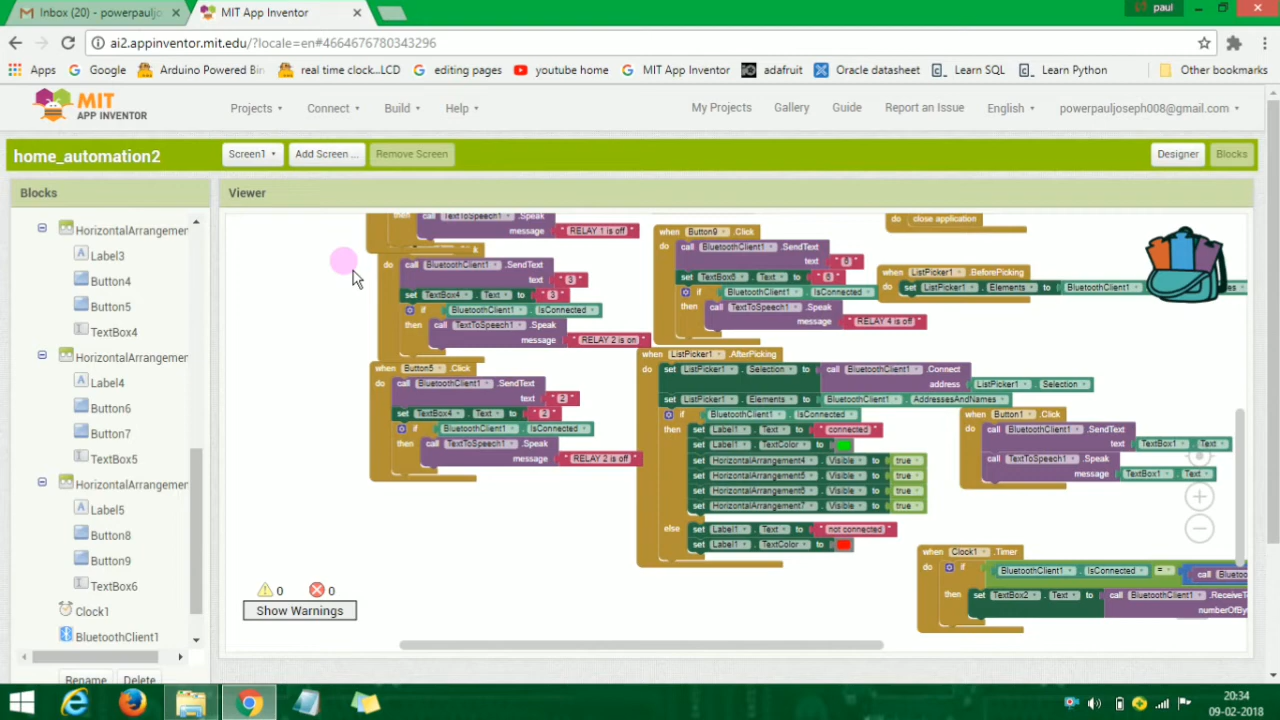 Inbox (20) - powerpauljo
MIT App Inventor
paul
ai2.appinventor.mit.edu/?locale=en#4664676780343296
Apps
Google
Arduino Powered Bin
real time clock...LCD
editing pages
youtube home
MIT App Inventor
adafruit
Oracle datasheet
Learn SQL
Learn Python
Other bookmarks
MIT
APP INVENTOR
Projects
Connect
Build
Help
My Projects
Gallery
Guide
Report an Issue
English
powerpauljoseph008@gmail.com
home_automation2
Screen1
Add Screen ...
Remove Screen
Designer
Blocks
Blocks
Viewer
HorizontalArrangemen
Label3
Button4
Button5
TextBox4
HorizontalArrangemen
Label4
Button6
Button7
TextBox5
HorizontalArrangemen
Label5
Button8
Button9
TextBox6
Clock1
BluetoothClient1
Rename
Delete
then call TextToSpeech1 .Speak
message " RELAY 1 is off "
k
do call BluetoothClient1 .SendText
text " 3 "
set TextBox4 . Text to " 3 "
if BluetoothClient1 . IsConnected
then call TextToSpeech1 .Speak
message " RELAY 2 is on "
when Button5 .Click
do call BluetoothClient1 .SendText
text " 2 "
set TextBox4 . Text to " 2 "
if BluetoothClient1 . IsConnected
then call TextToSpeech1 .Speak
message " RELAY 2 is off "
when Button9 .Click
do call BluetoothClient1 .SendText
text
set TextBox6 . Text to
if BluetoothClient1 . IsConnected
then call TextToSpeech1 .Speak
message " RELAY 4 is off "
do close application
when ListPicker1 .BeforePicking
do set ListPicker1 . Elements to BluetoothClient1
when ListPicker1 .AfterPicking
do set ListPicker1 . Selection to call BluetoothClient1 .Connect
address ListPicker1 . Selection
set ListPicker1 . Elements to BluetoothClient1 . AddressesAndNames
if BluetoothClient1 . IsConnected
then set Label1 . Text to " connected "
set Label1 . TextColor to
set HorizontalArrangement4 . Visible to true
set HorizontalArrangement5 . Visible to true
set HorizontalArrangement6 . Visible to true
set HorizontalArrangement7 . Visible to true
else set Label1 . Text to " not connected "
set Label1 . TextColor to
when Button1 .Click
do call BluetoothClient1 .SendText
text TextBox1 . Text
call TextToSpeech1 .Speak
message TextBox1 . Text
when Clock1 .Timer
do if BluetoothClient1 . IsConnected = call Bluetoo
then set TextBox2 . Text to call BluetoothClient1 .ReceiveTe
numberOfBy
0
0
Show Warnings
20:34
09-02-2018